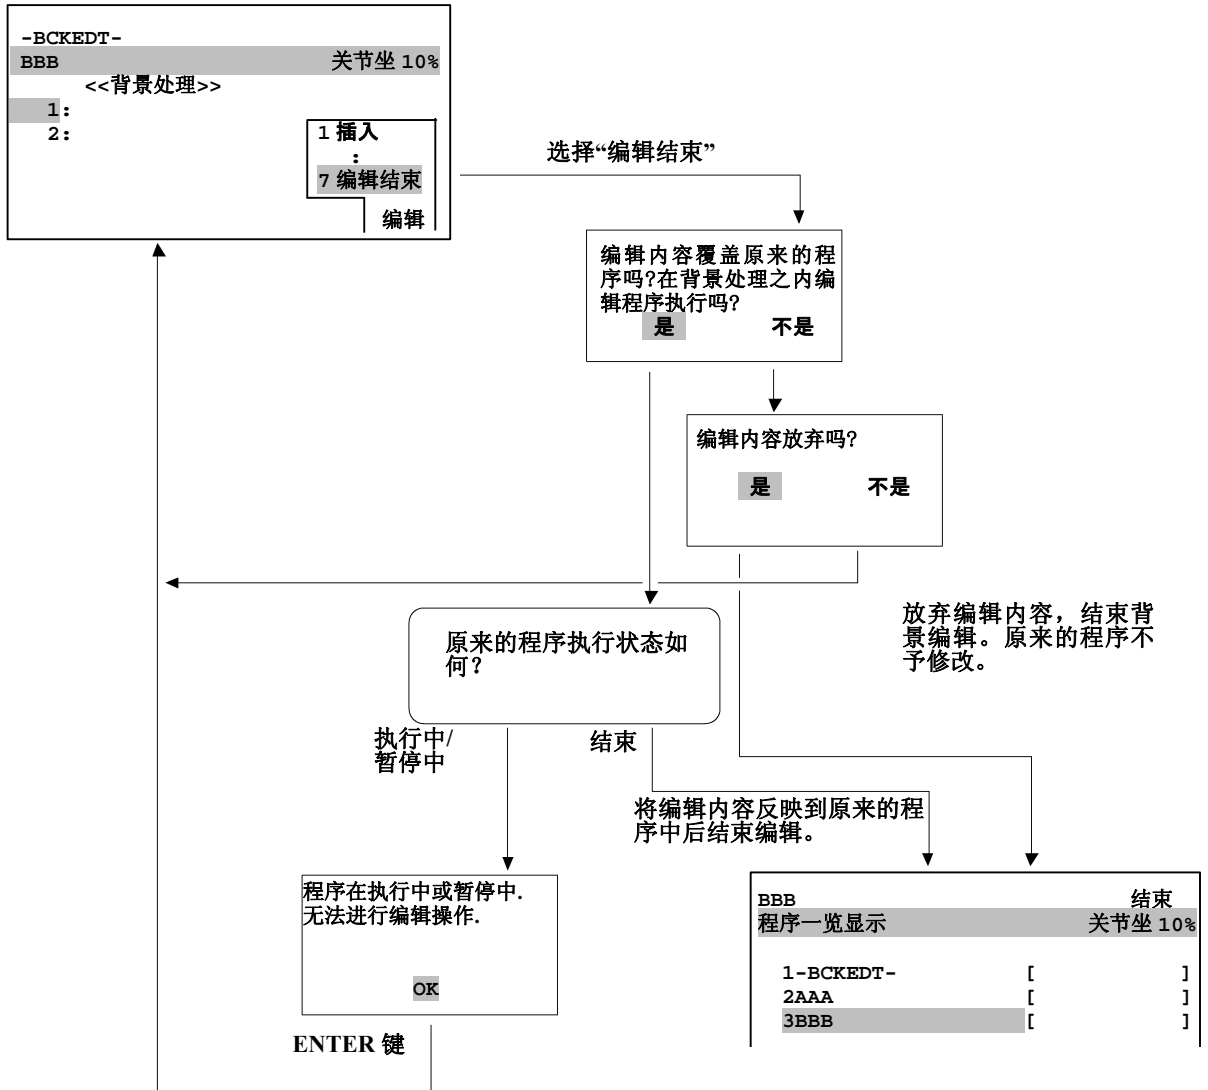 -BCKEDT-
BBB 关节坐 10%
<<背景处理>>
1:
2:
1 插入
:
7 编辑结束
编辑
选择“编辑结束”
编辑内容覆盖原来的程
序吗?在背景处理之内编
辑程序执行吗?
是 不是
编辑内容放弃吗?
是 不是
放弃编辑内容，结束背
景编辑。原来的程序不
予修改。
原来的程序执行状态如
何？
执行中/
暂停中
结束
将编辑内容反映到原来的程
序中后结束编辑。
程序在执行中或暂停中.
无法进行编辑操作.
OK
ENTER 键
BBB 结束
程序一览显示 关节坐 10%
1-BCKEDT- [ ]
2AAA [ ]
3BBB [ ]